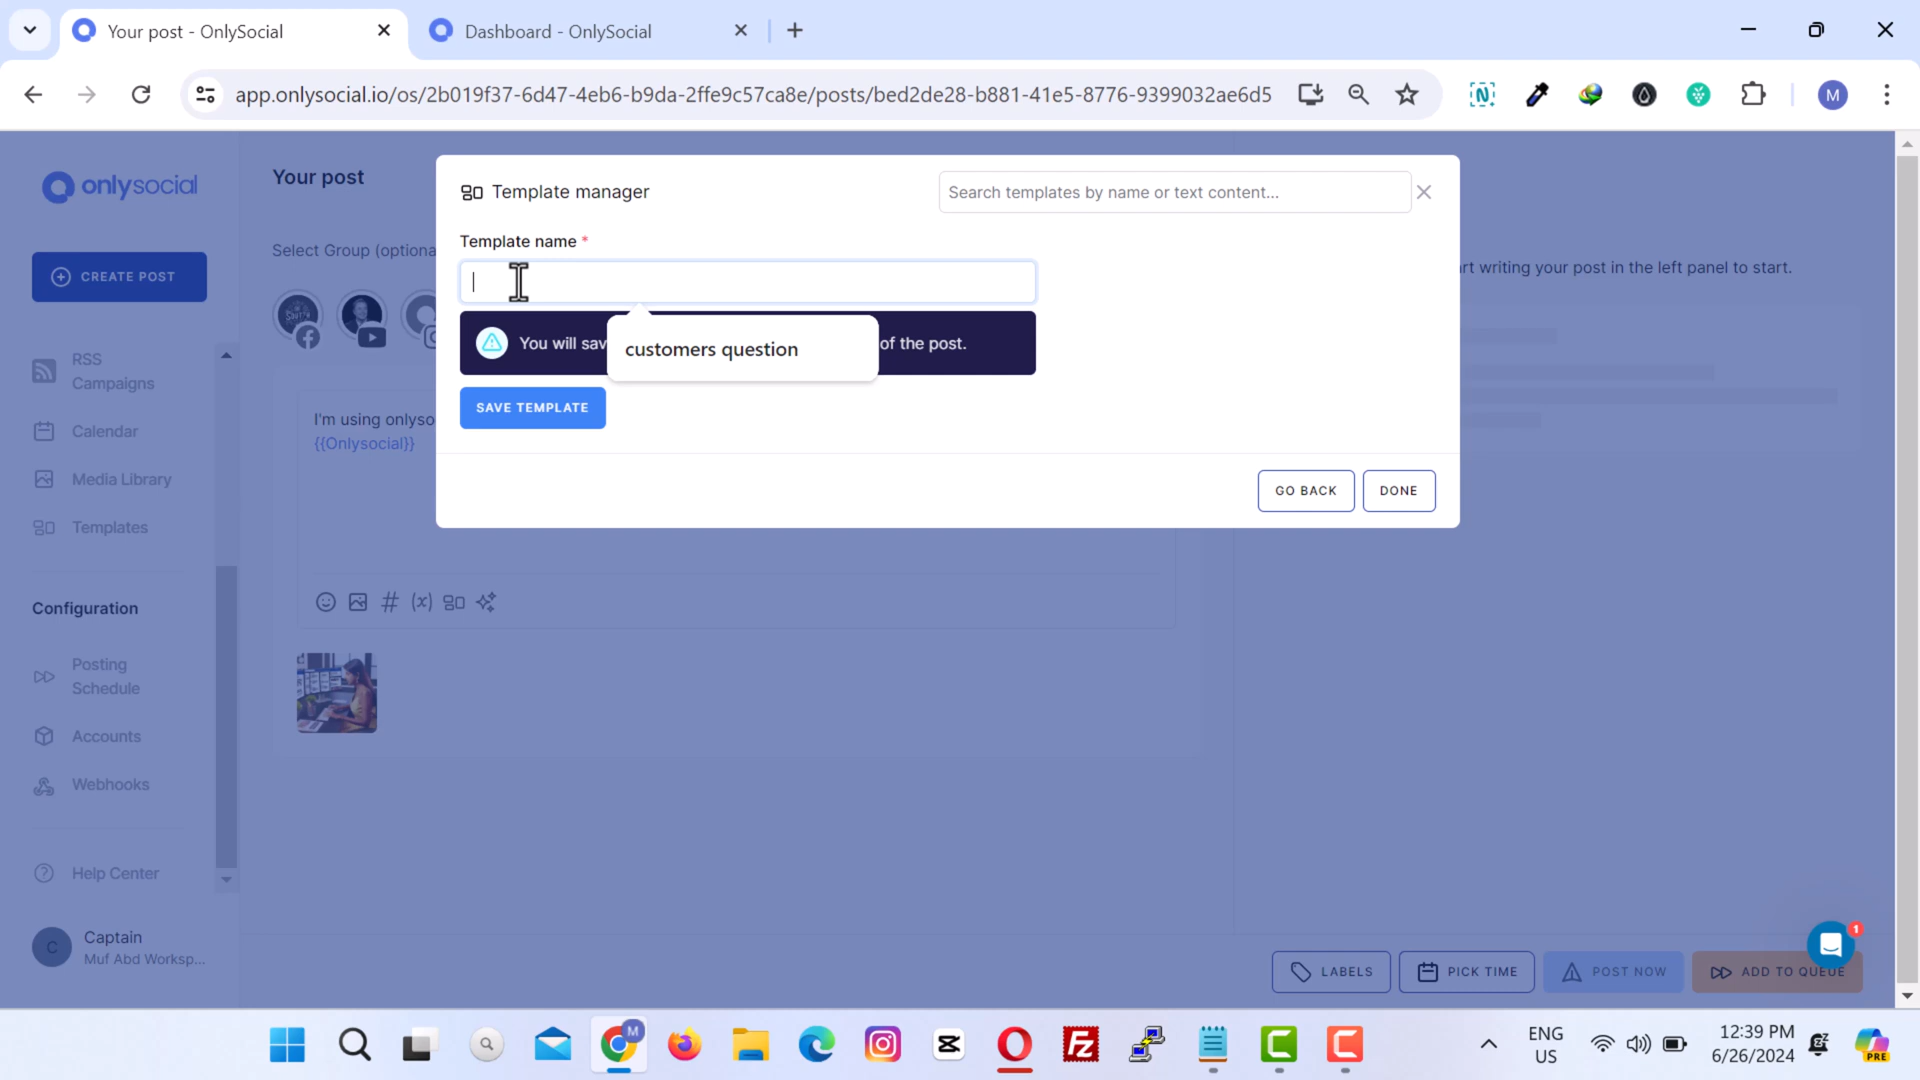 Your post - OnlySocial
Dashboard - OnlySocial
app.onlysocial.io/os/2b019f37-6d47-4eb6-b9da-2ffe9c57ca8e/posts/bed2de28-b881-41e5-8776-9399032ae6d5
M
onlysocial
Your post
Template manager
Search templates by name or text content...
Template name *
Select Group (optiona
CREATE POST
rt writing your post in the left panel to start.
You will sav
of the post.
customers question
SAVE TEMPLATE
RSS
Campaigns
Calendar
Media Library
Templates
I'm using onlyso
{{Onlysocial}}
GO BACK
DONE
Configuration
Posting
Schedule
Accounts
Webhooks
Help Center
C
Captain
Muf Abd Worksp...
1
LABELS
PICK TIME
POST NOW
ADD TO QUEUE
M
ENG
US
12:39 PM
6/26/2024
PRE